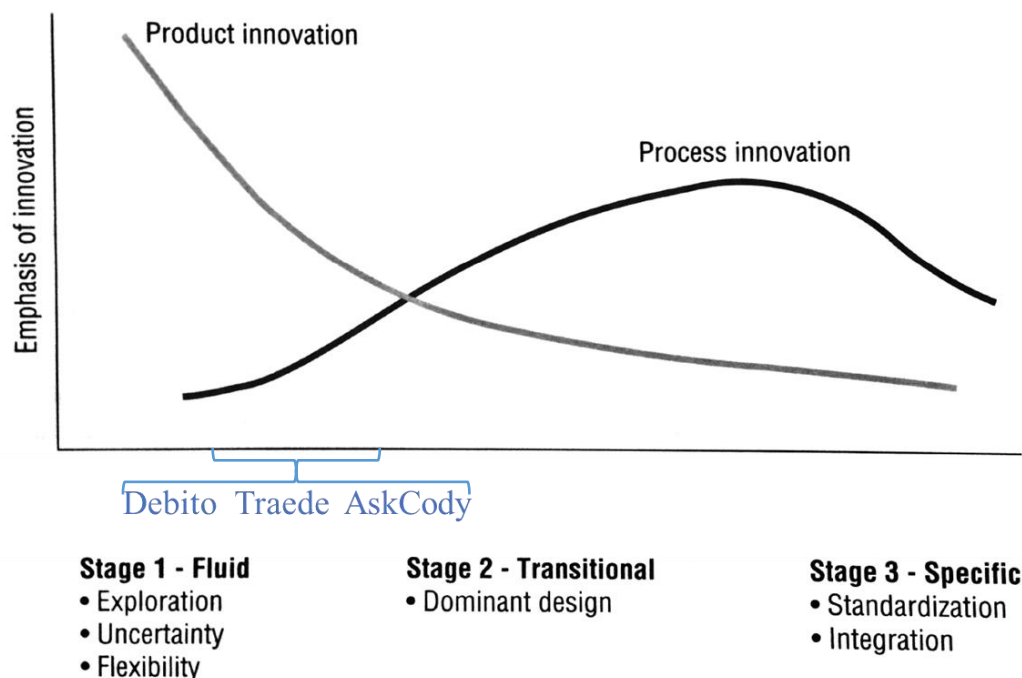 Product innovation
Process innovation
Emphasis of innovation
Debito Traede AskCody
Stage 1 - Fluid
• Exploration
• Uncertainty
• Flexibility
Stage 2 - Transitional
• Dominant design
Stage 3 - Specific
• Standardization
• Integration